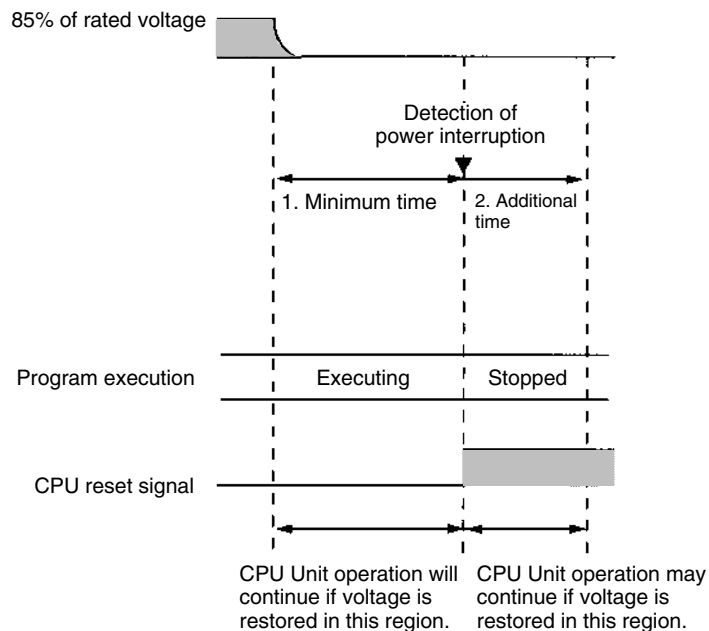 85% of rated voltage
Detection of
power interruption
1. Minimum time
2. Additional
time
Program execution
Executing
Stopped
CPU reset signal
CPU Unit operation will
continue if voltage is
restored in this region.
CPU Unit operation may
continue if voltage is
restored in this region.